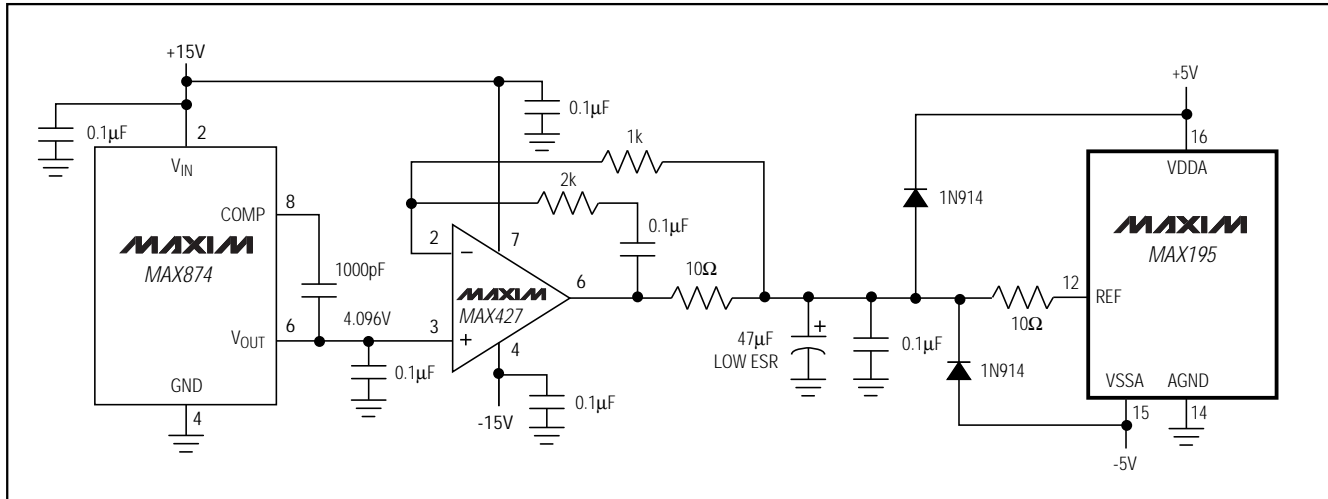 +15V
+5V
0.1µF
0.1µF
2
1k
16
VIN
VDDA
2k
8
COMP
1N914
MAXIM
MAX874
2
7
0.1µF
MAXIM
MAX195
1000pF
6
10Ω
12
REF
MAXIM
MAX427
4.096V
6
3
VOUT
10Ω
4
47µF
LOW ESR
0.1µF
1N914
GND
0.1µF
VSSA
AGND
4
0.1µF
15
14
-15V
-5V